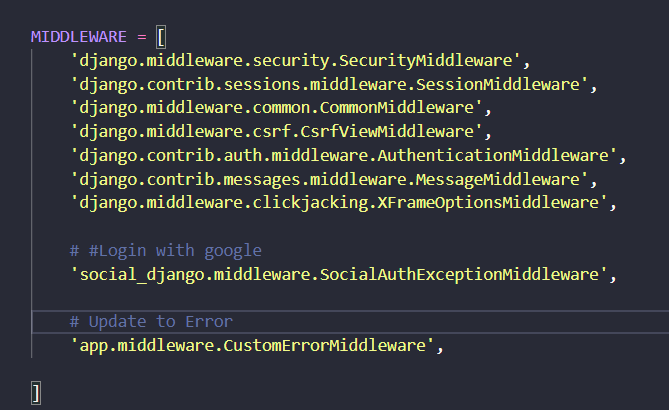 MIDDLEWARE = [
'django.middleware.security.SecurityMiddleware',
'django.contrib.sessions.middleware.SessionMiddleware',
'django.middleware.common.CommonMiddleware',
'django.middleware.csrf.CsrfViewMiddleware',
'django.contrib.auth.middleware.AuthenticationMiddleware',
'django.contrib.messages.middleware.MessageMiddleware',
'django.middleware.clickjacking.XFrameOptionsMiddleware',
# #Login with google
'social_django.middleware.SocialAuthExceptionMiddleware',
# Update to Error
'app.middleware.CustomErrorMiddleware',
]